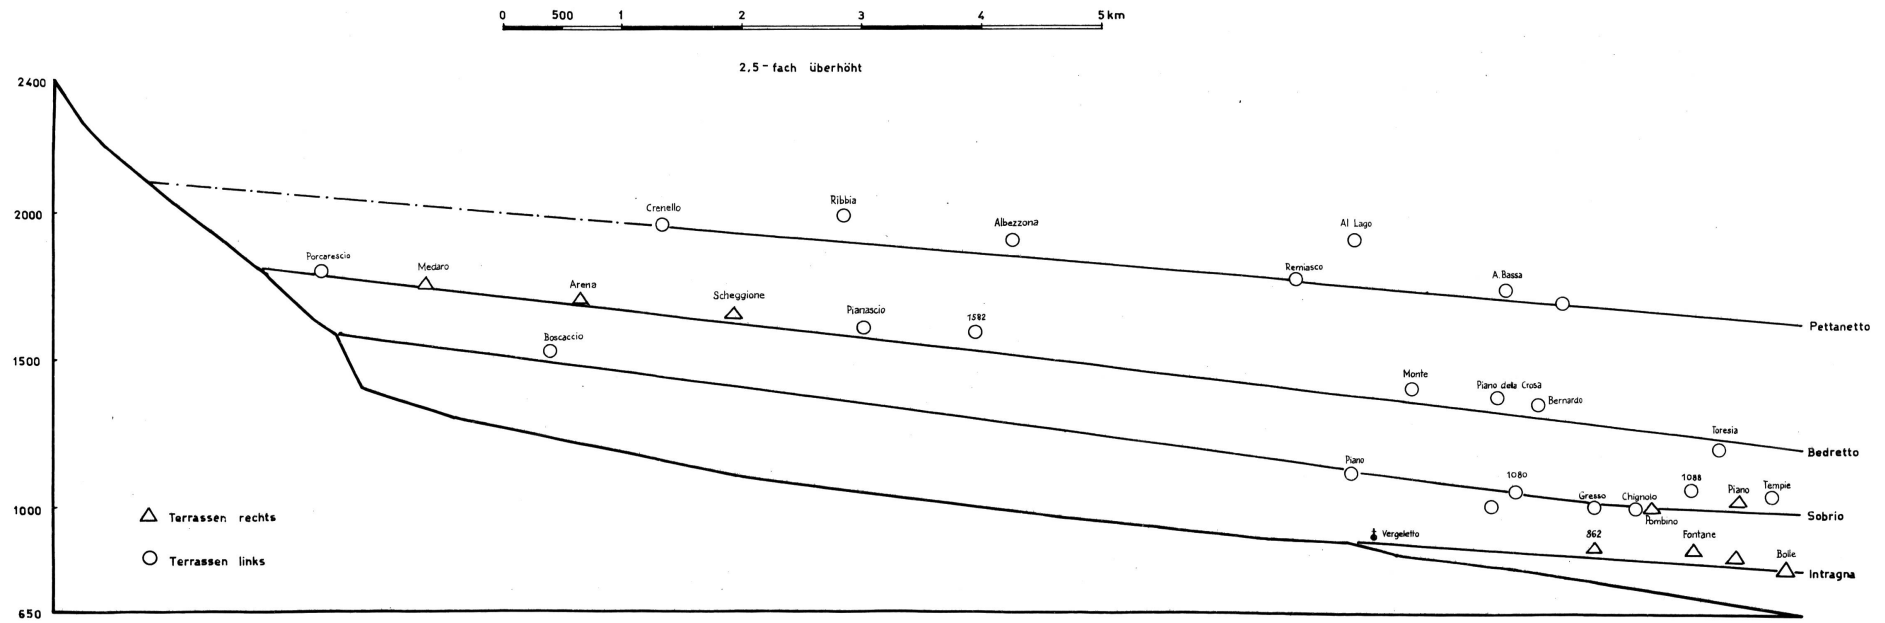 0 500 1 2 3 4 5 km
2,5-fach überhöht
2400
2000
1500
1000
650
Crenello
Ribbia
Albezzona
Al Lago
Remiasco
A. Bassa
Pettanetto
Porcarescio
Medaro
Arena
Scheggione
Pianascio
1582
Monte
Piano dela Crosa
Bernardo
Toresia
Bedretto
Boscaccio
Piano
1080
Gresso
Chignolo
Pombino
1088
Piano
Tempie
Sobrio
Vergeletto
862
Fontane
Bolle
Intragna
Terrassen rechts
Terrassen links